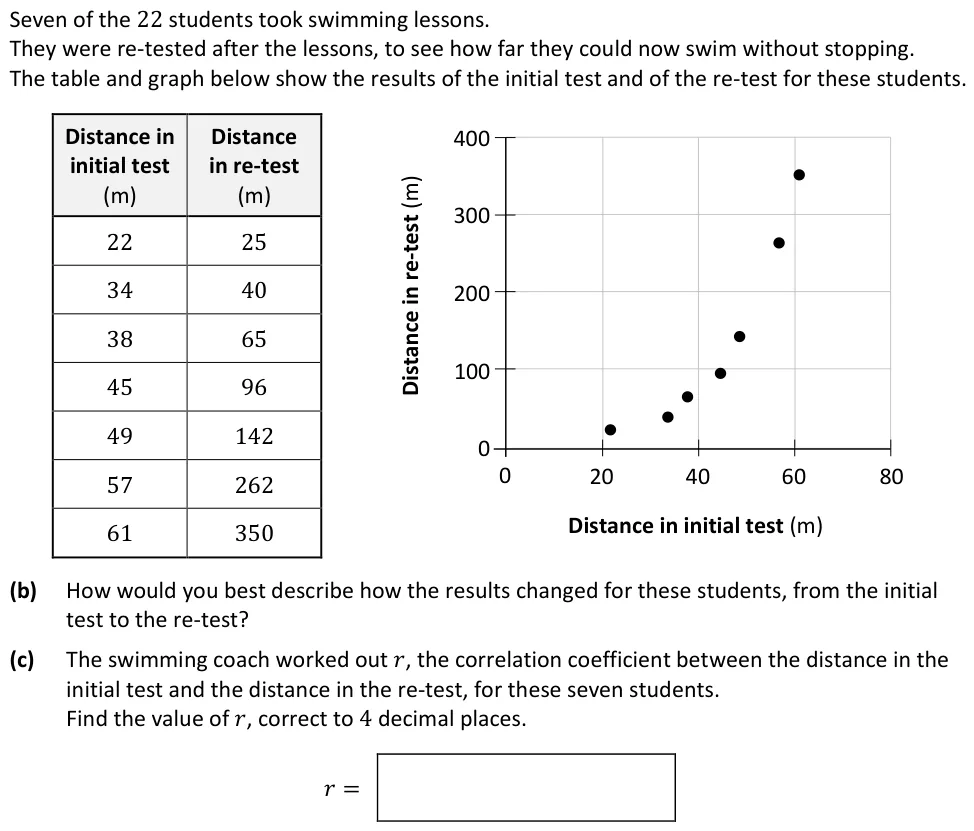 Seven of the 22 students took swimming lessons.
They were re-tested after the lessons, to see how far they could now swim without stopping.
The table and graph below show the results of the initial test and of the re-test for these students.
Distance in initial test (m) Distance in re-test (m)
22 25
34 40
38 65
45 96
49 142
57 262
61 350
Distance in re-test (m)
400
300
200
100
0
0 20 40 60 80
Distance in initial test (m)
(b) How would you best describe how the results changed for these students, from the initial
test to the re-test?
(c) The swimming coach worked out r, the correlation coefficient between the distance in the
initial test and the distance in the re-test, for these seven students.
Find the value of r, correct to 4 decimal places.
r =